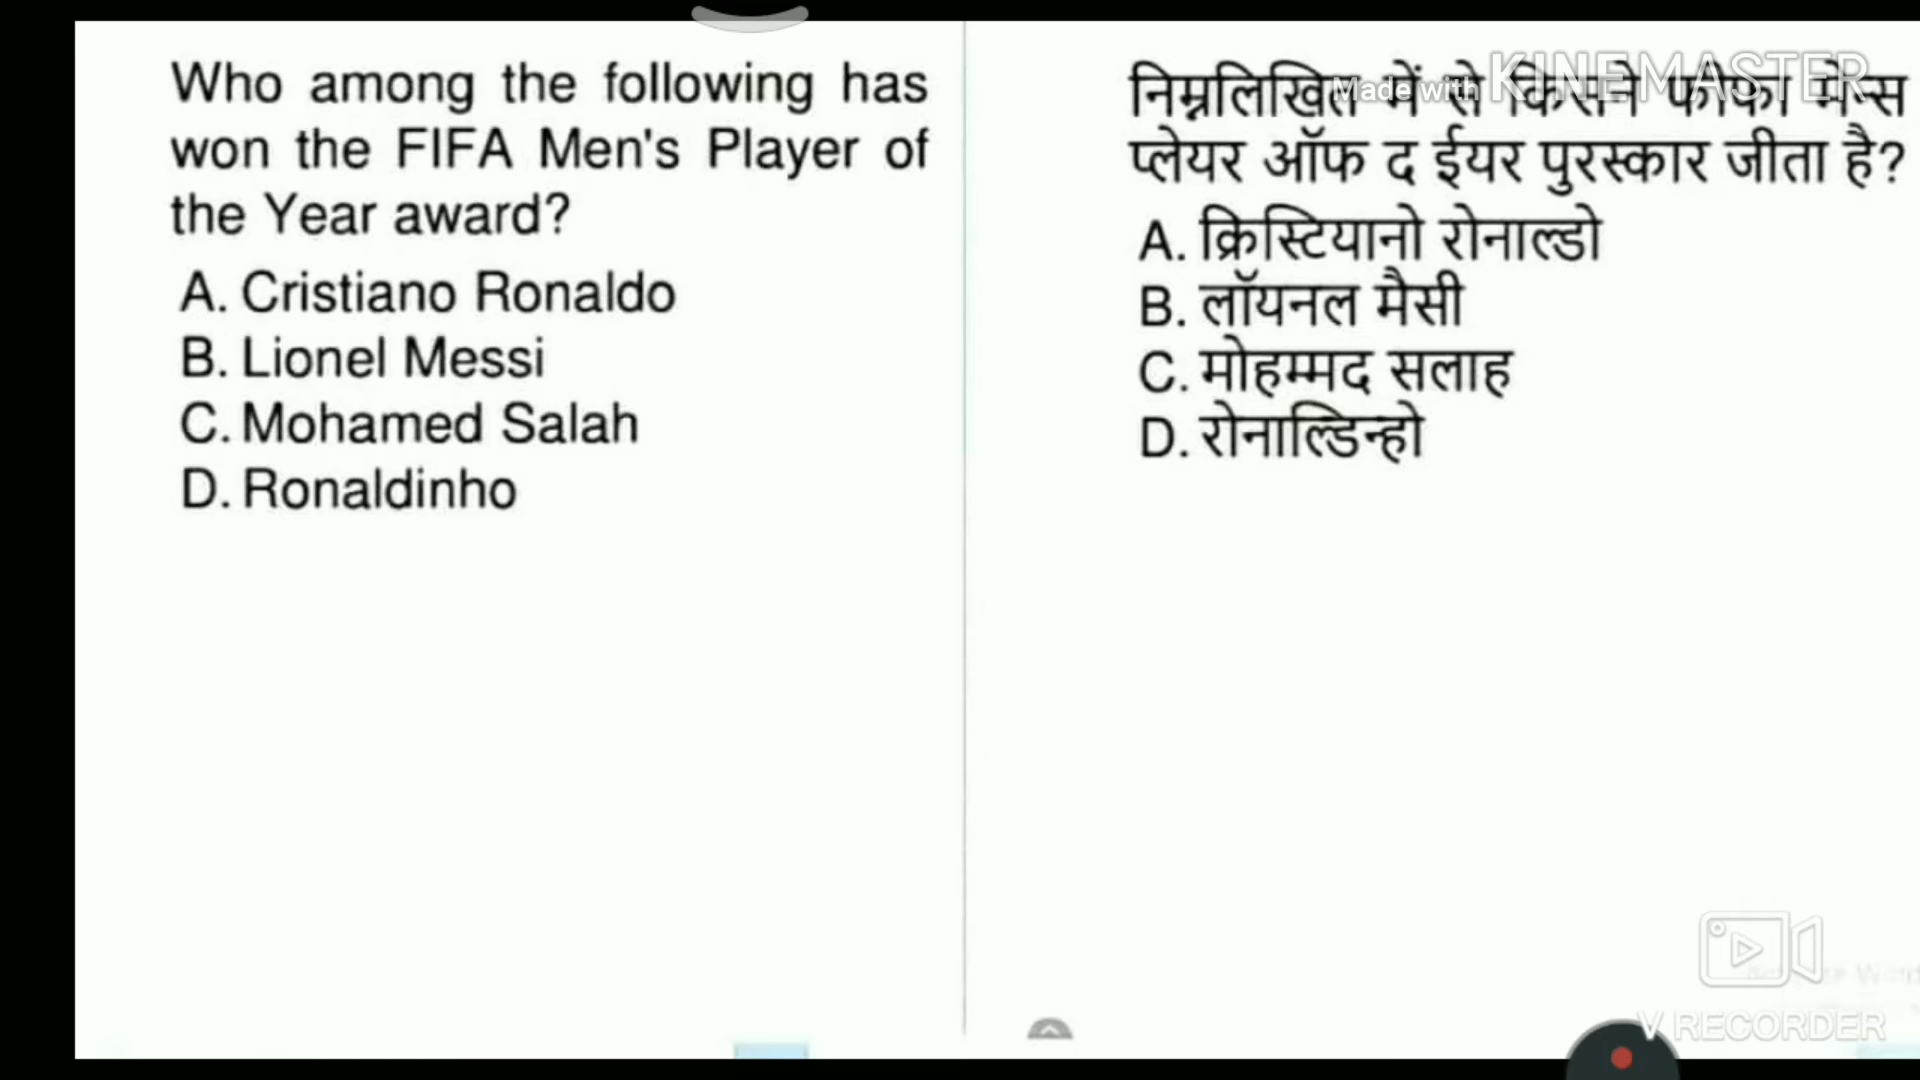 Who among the following has
won the FIFA Men's Player of
the Year award?
A. Cristiano Ronaldo
B. Lionel Messi
C. Mohamed Salah
D. Ronaldinho
निम्नलिखित में से किसने फीफा मेन्स
प्लेयर ऑफ द ईयर पुरस्कार जीता है?
A. क्रिस्टियानो रोनाल्डो
B. लॉयनल मैसी
C. मोहम्मद सलाह
D. रोनाल्डिन्हो
Made with KINEMASTER
V RECORDER